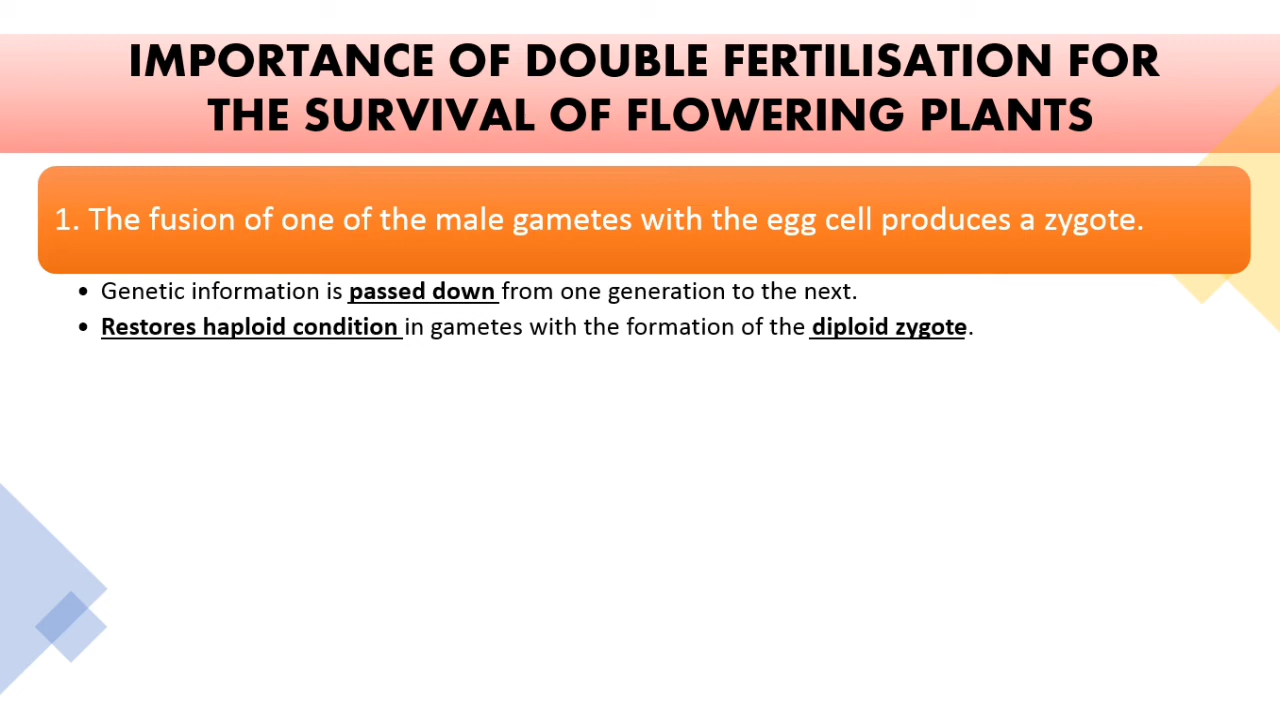 IMPORTANCE OF DOUBLE FERTILISATION FOR
THE SURVIVAL OF FLOWERING PLANTS
1. The fusion of one of the male gametes with the egg cell produces a zygote.
• Genetic information is passed down from one generation to the next.
• Restores haploid condition in gametes with the formation of the diploid zygote.